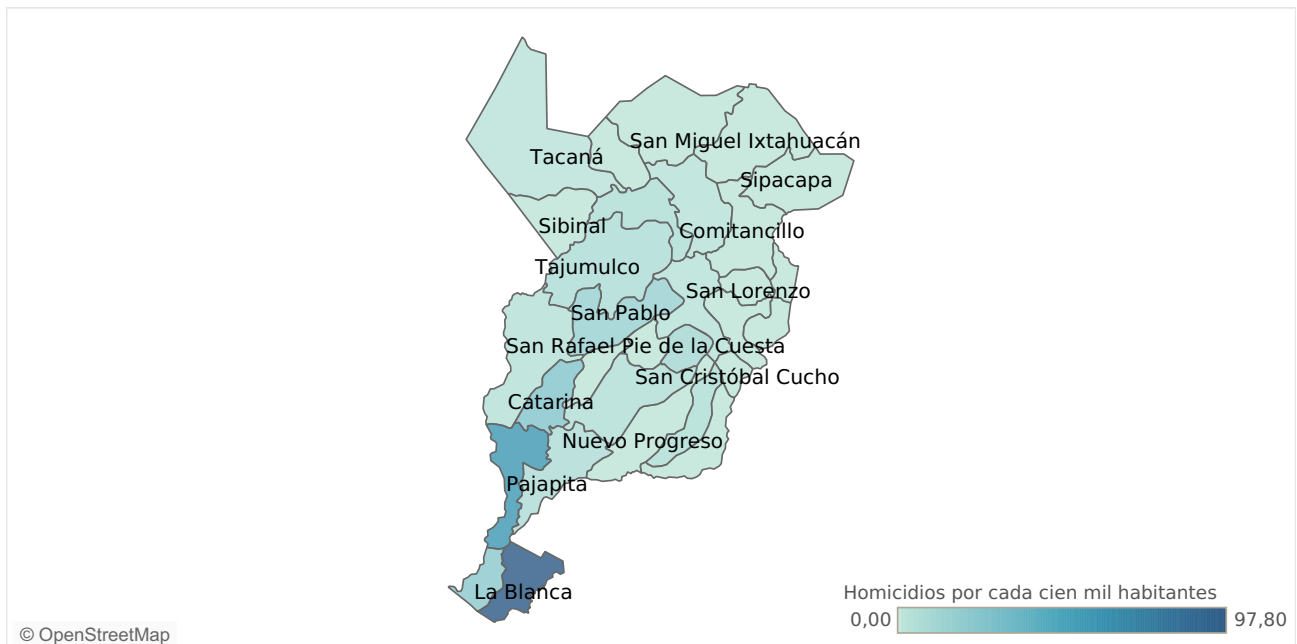 San Miguel Ixtahuacán
Tacaná
Sipacapa
Sibinal
Comitancillo
Tajumulco
San Lorenzo
San Pablo
San Rafael Pie de la Cuesta
San Cristóbal Cucho
Catarina
Nuevo Progreso
Pajapita
La Blanca
Homicidios por cada cien mil habitantes
0,00 97,80
© OpenStreetMap